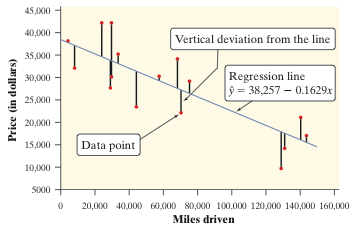 45,000
40,000
35,000
30,000
25,000
20,000
15,000
10,000
5000
Price (in dollars)
Vertical deviation from the line
Regression line
ŷ = 38,257 − 0.1629x
Data point
0 20,000 40,000 60,000 80,000 100,000 120,000 140,000 160,000
Miles driven